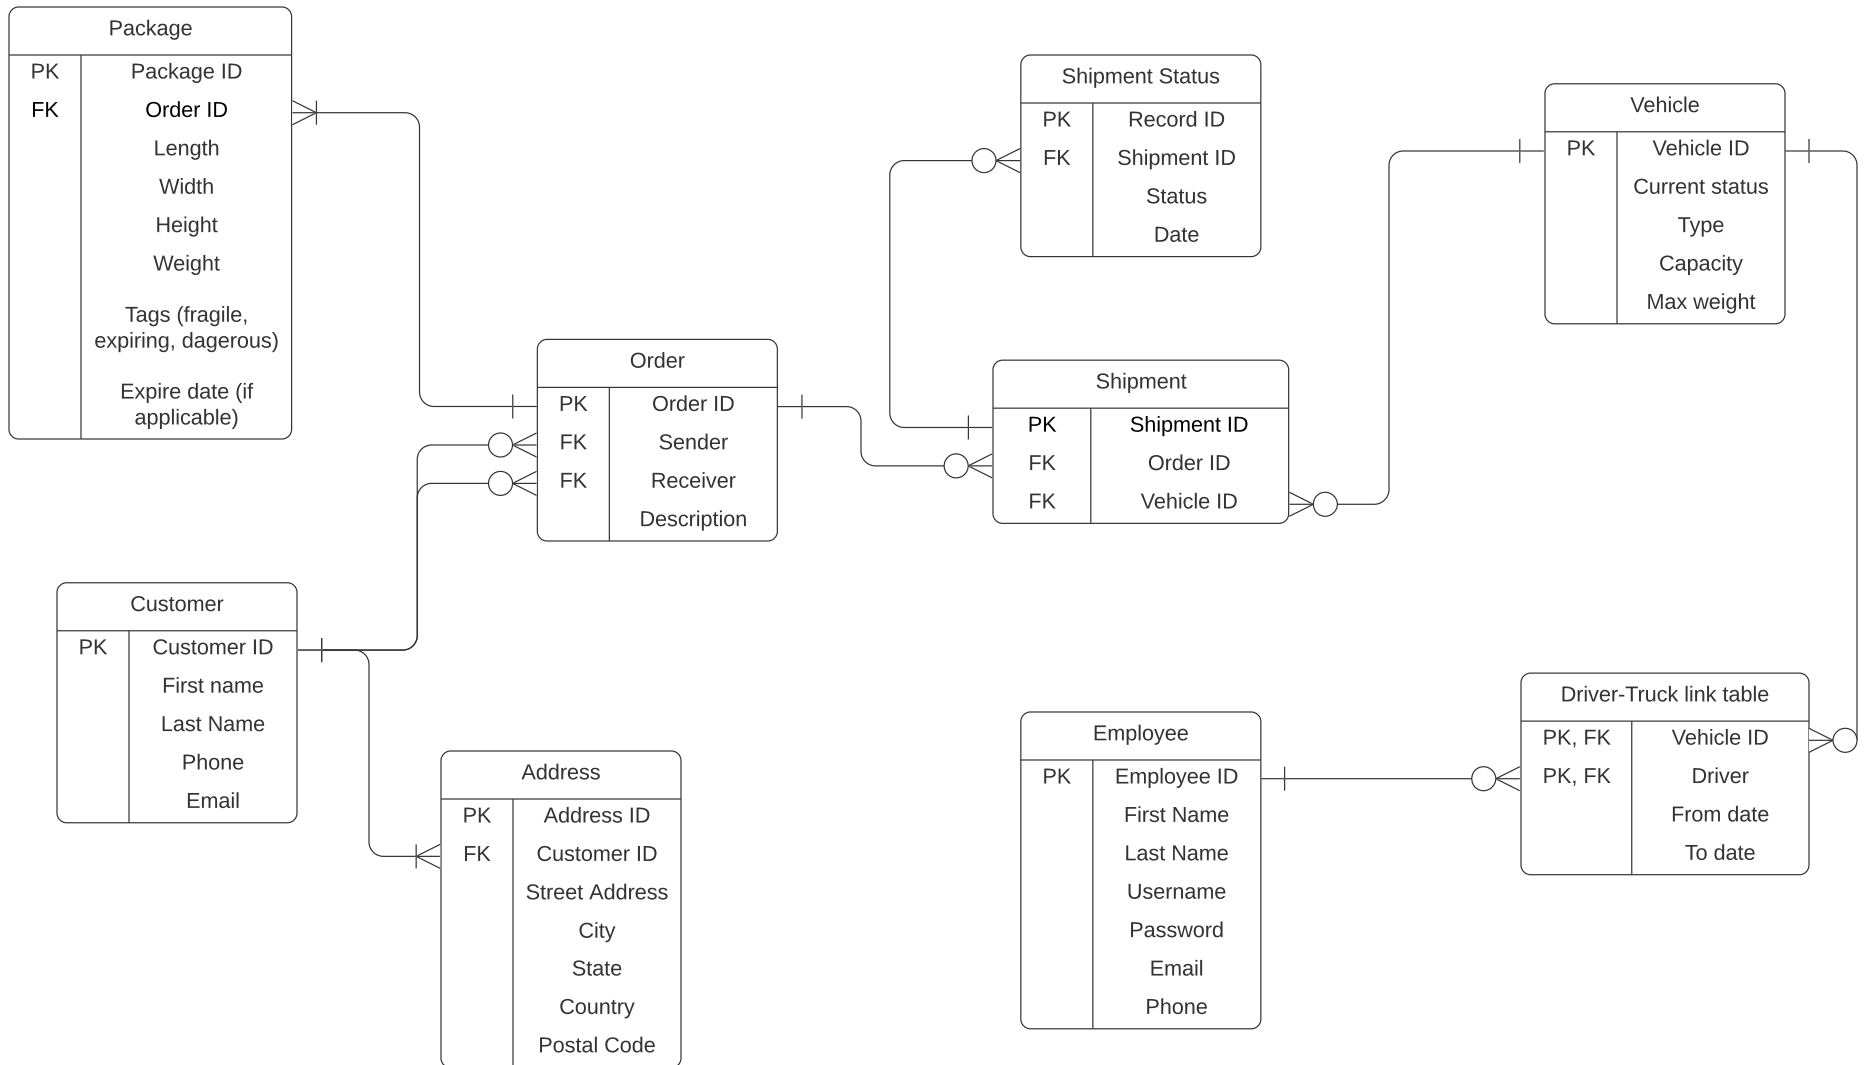 Package
PK Package ID
FK Order ID
Length
Width
Height
Weight
Tags (fragile,
expiring, dagerous)
Expire date (if
applicable)
Shipment Status
PK Record ID
FK Shipment ID
Status
Date
Vehicle
PK Vehicle ID
Current status
Type
Capacity
Max weight
Order
PK Order ID
FK Sender
FK Receiver
Description
Shipment
PK Shipment ID
FK Order ID
FK Vehicle ID
Customer
PK Customer ID
First name
Last Name
Phone
Email
Address
PK Address ID
FK Customer ID
Street Address
City
State
Country
Postal Code
Employee
PK Employee ID
First Name
Last Name
Username
Password
Email
Phone
Driver-Truck link table
PK, FK Vehicle ID
PK, FK Driver
From date
To date